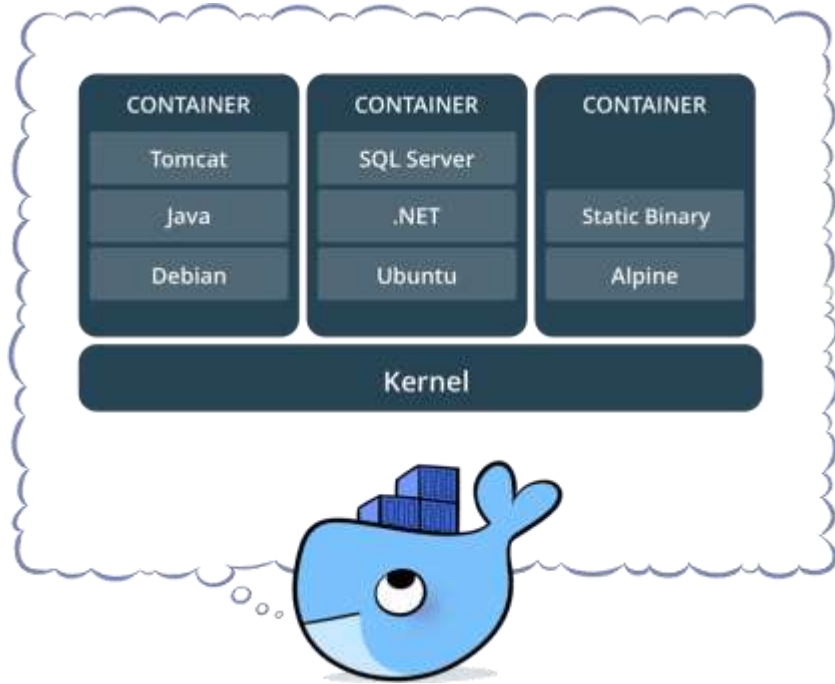 CONTAINER
Tomcat
Java
Debian
CONTAINER
SQL Server
.NET
Ubuntu
CONTAINER
Static Binary
Alpine
Kernel